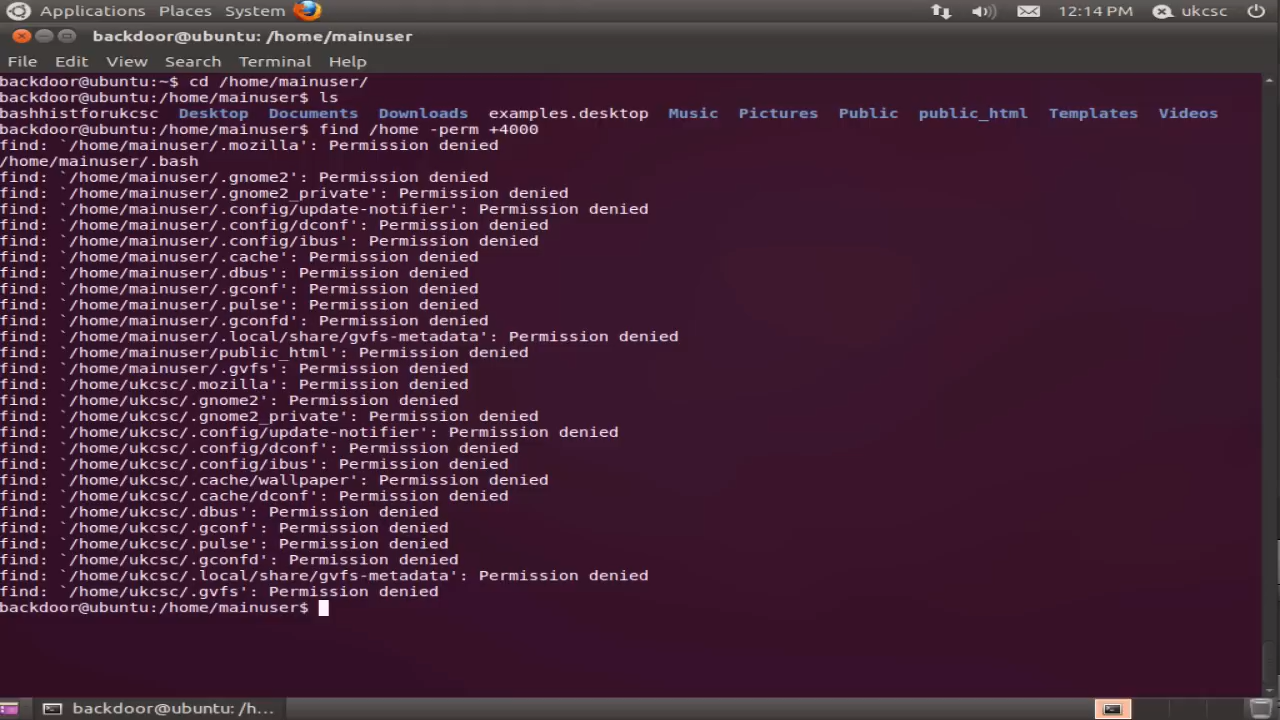 Applications Places System 12:14 PM ukcsc
backdoor@ubuntu: /home/mainuser
File Edit View Search Terminal Help
backdoor@ubuntu:~$ cd /home/mainuser/
backdoor@ubuntu:/home/mainuser$ ls
bashhistforukcsc Desktop Documents Downloads examples.desktop Music Pictures Public public_html Templates Videos
backdoor@ubuntu:/home/mainuser$ find /home -perm +4000
find: `/home/mainuser/.mozilla': Permission denied
/home/mainuser/.bash
find: `/home/mainuser/.gnome2': Permission denied
find: `/home/mainuser/.gnome2_private': Permission denied
find: `/home/mainuser/.config/update-notifier': Permission denied
find: `/home/mainuser/.config/dconf': Permission denied
find: `/home/mainuser/.config/ibus': Permission denied
find: `/home/mainuser/.cache': Permission denied
find: `/home/mainuser/.dbus': Permission denied
find: `/home/mainuser/.gconf': Permission denied
find: `/home/mainuser/.pulse': Permission denied
find: `/home/mainuser/.gconfd': Permission denied
find: `/home/mainuser/.local/share/gvfs-metadata': Permission denied
find: `/home/mainuser/public_html': Permission denied
find: `/home/mainuser/.gvfs': Permission denied
find: `/home/ukcsc/.mozilla': Permission denied
find: `/home/ukcsc/.gnome2': Permission denied
find: `/home/ukcsc/.gnome2_private': Permission denied
find: `/home/ukcsc/.config/update-notifier': Permission denied
find: `/home/ukcsc/.config/dconf': Permission denied
find: `/home/ukcsc/.config/ibus': Permission denied
find: `/home/ukcsc/.cache/wallpaper': Permission denied
find: `/home/ukcsc/.cache/dconf': Permission denied
find: `/home/ukcsc/.dbus': Permission denied
find: `/home/ukcsc/.gconf': Permission denied
find: `/home/ukcsc/.pulse': Permission denied
find: `/home/ukcsc/.gconfd': Permission denied
find: `/home/ukcsc/.local/share/gvfs-metadata': Permission denied
find: `/home/ukcsc/.gvfs': Permission denied
backdoor@ubuntu:/home/mainuser$
backdoor@ubuntu: /h...